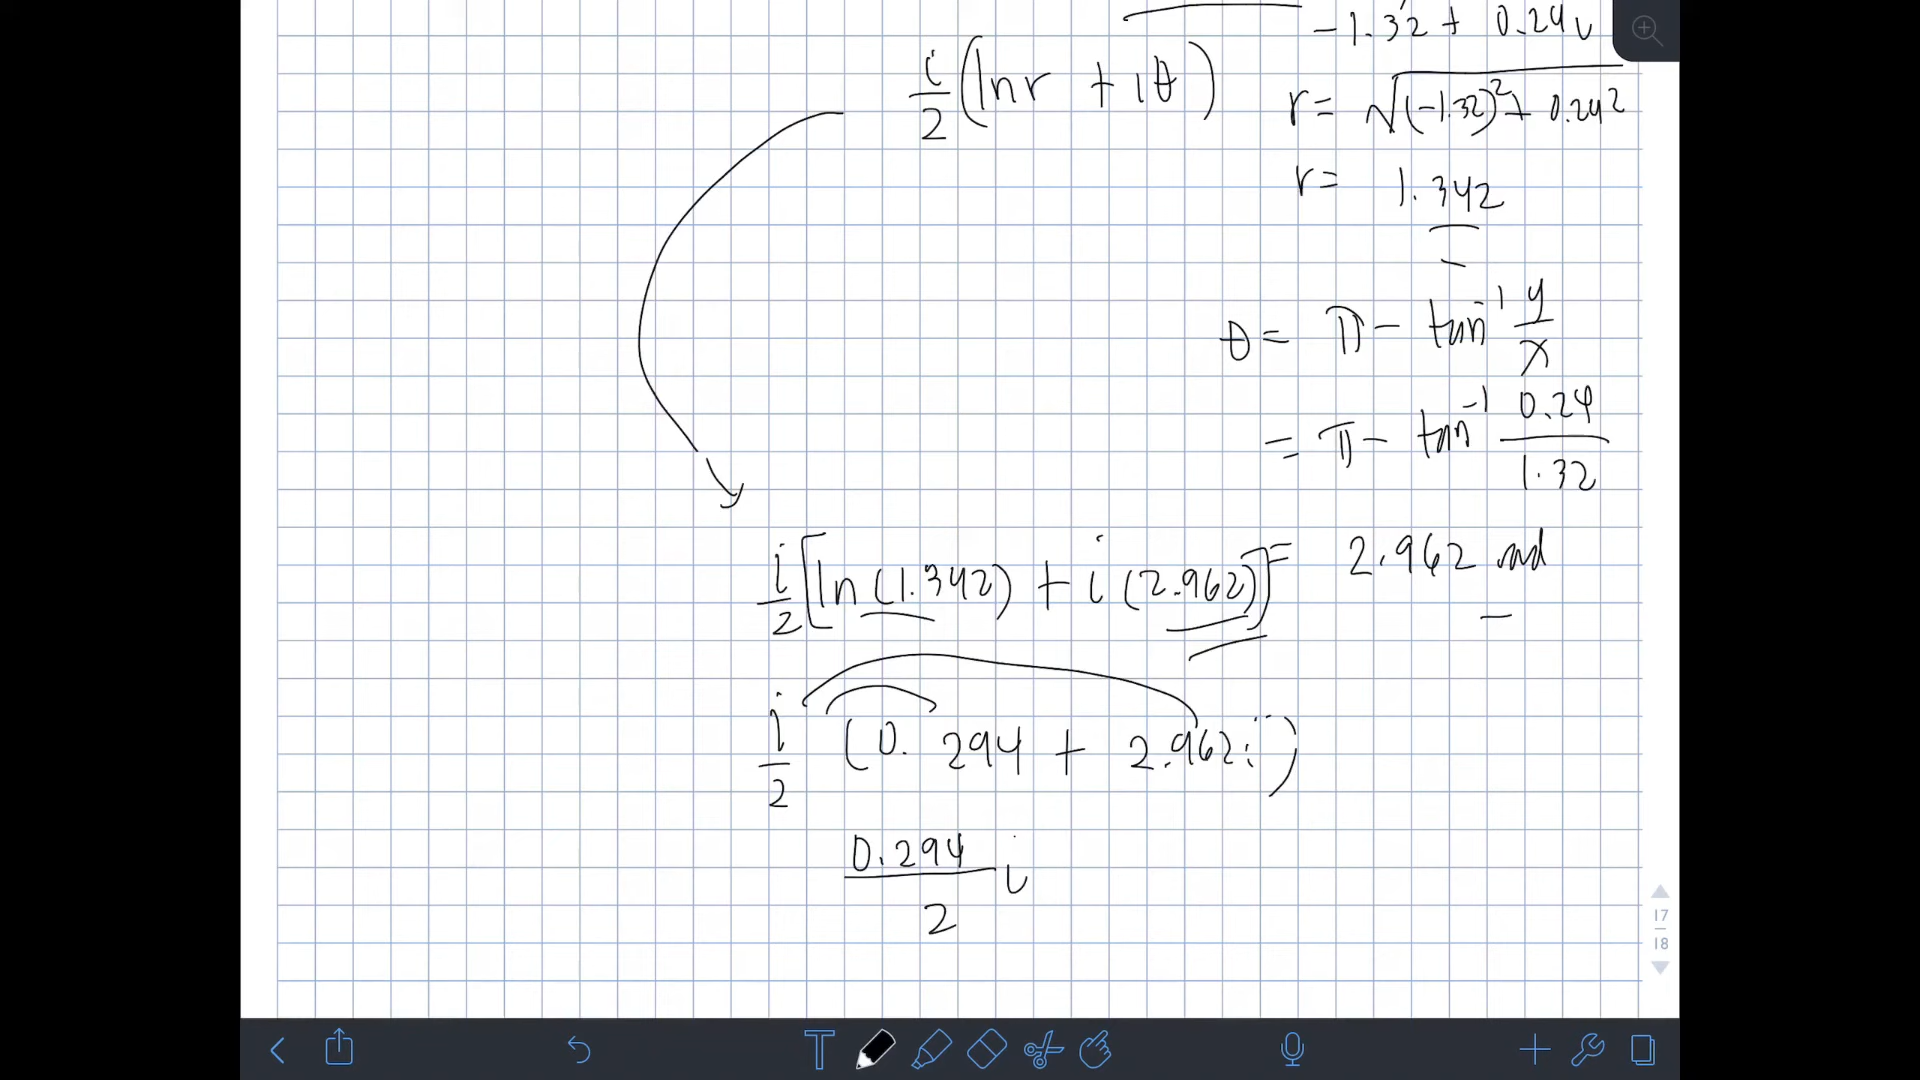 -1.32 + 0.24i
i/2 (ln r + iθ)
r = √((-1.32)² + 0.24²)
r = 1.342
θ = π - tan⁻¹ y/x
= π - tan⁻¹ 0.24/1.32
= 2.962 rad
i/2 [ln (1.342) + i (2.962)]
i/2 (0.294 + 2.962i)
0.294/2 i
17
18
T